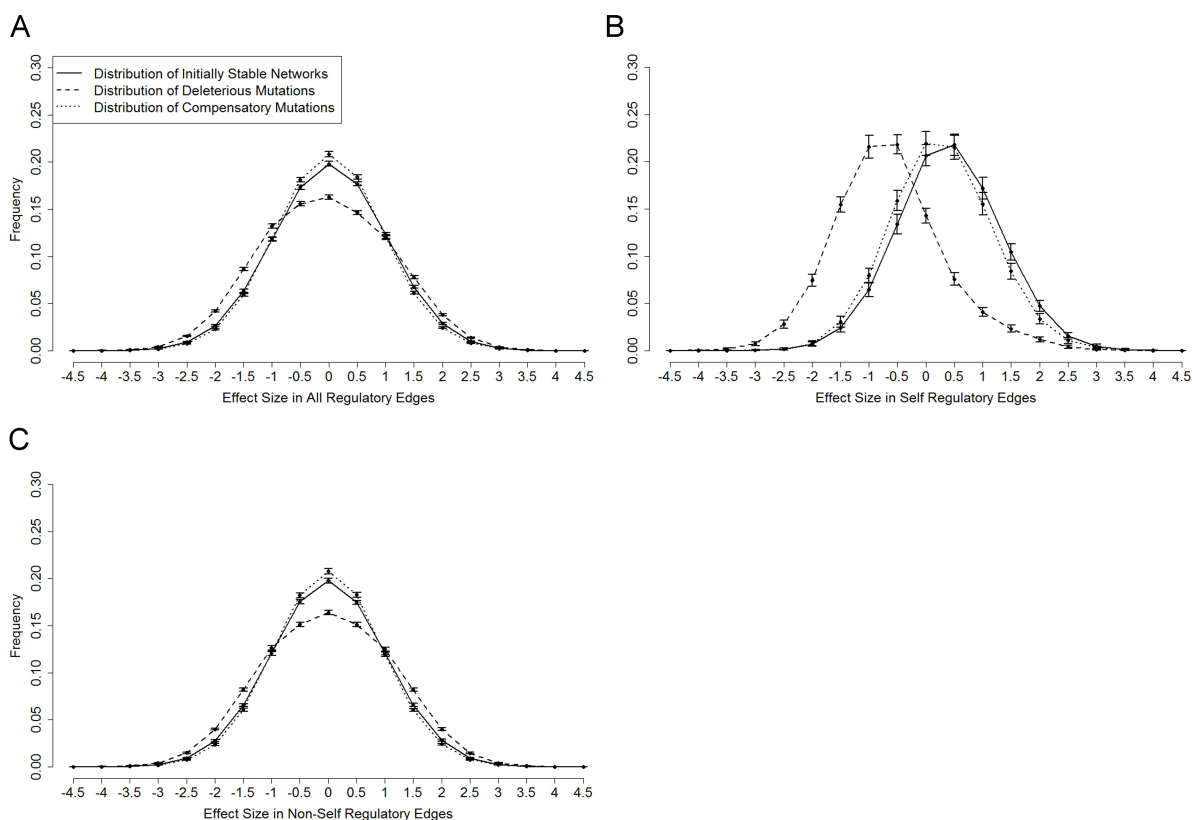 A
0.30
0.25
0.20
0.15
0.10
0.05
0.00
Frequency
Distribution of Initially Stable Networks
Distribution of Deleterious Mutations
Distribution of Compensatory Mutations
-4.5 -4 -3.5 -3 -2.5 -2 -1.5 -1 -0.5 0 0.5 1 1.5 2 2.5 3 3.5 4 4.5
Effect Size in All Regulatory Edges
B
0.30
0.25
0.20
0.15
0.10
0.05
0.00
-4.5 -4 -3.5 -3 -2.5 -2 -1.5 -1 -0.5 0 0.5 1 1.5 2 2.5 3 3.5 4 4.5
Effect Size in Self Regulatory Edges
C
0.30
0.25
0.20
0.15
0.10
0.05
0.00
Frequency
-4.5 -4 -3.5 -3 -2.5 -2 -1.5 -1 -0.5 0 0.5 1 1.5 2 2.5 3 3.5 4 4.5
Effect Size in Non-Self Regulatory Edges